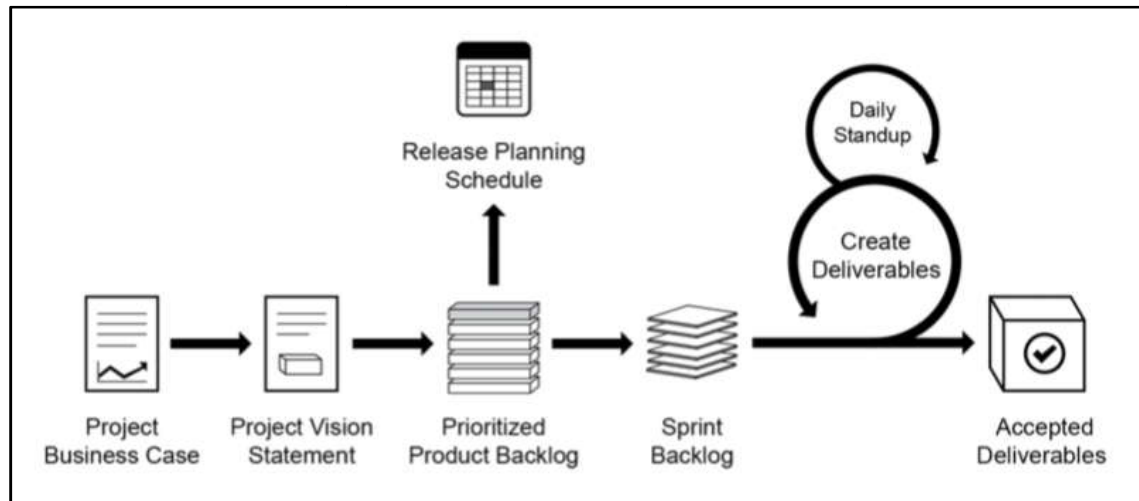 Release Planning
Schedule
Daily
Standup
Create
Deliverables
Project
Business Case
Project Vision
Statement
Prioritized
Product Backlog
Sprint
Backlog
Accepted
Deliverables